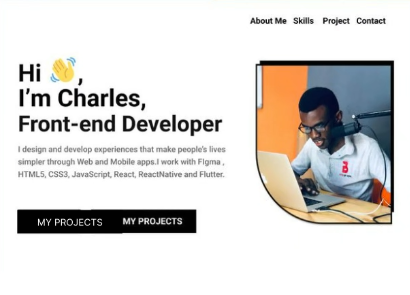 About Me Skills Project Contact
Hi 👋,
I'm Charles,
Front-end Developer
I design and develop experiences that make people's lives
simpler through Web and Mobile apps.I work with Figma ,
HTML5, CSS3, JavaScript, React, ReactNative and Flutter.
MY PROJECTS MY PROJECTS